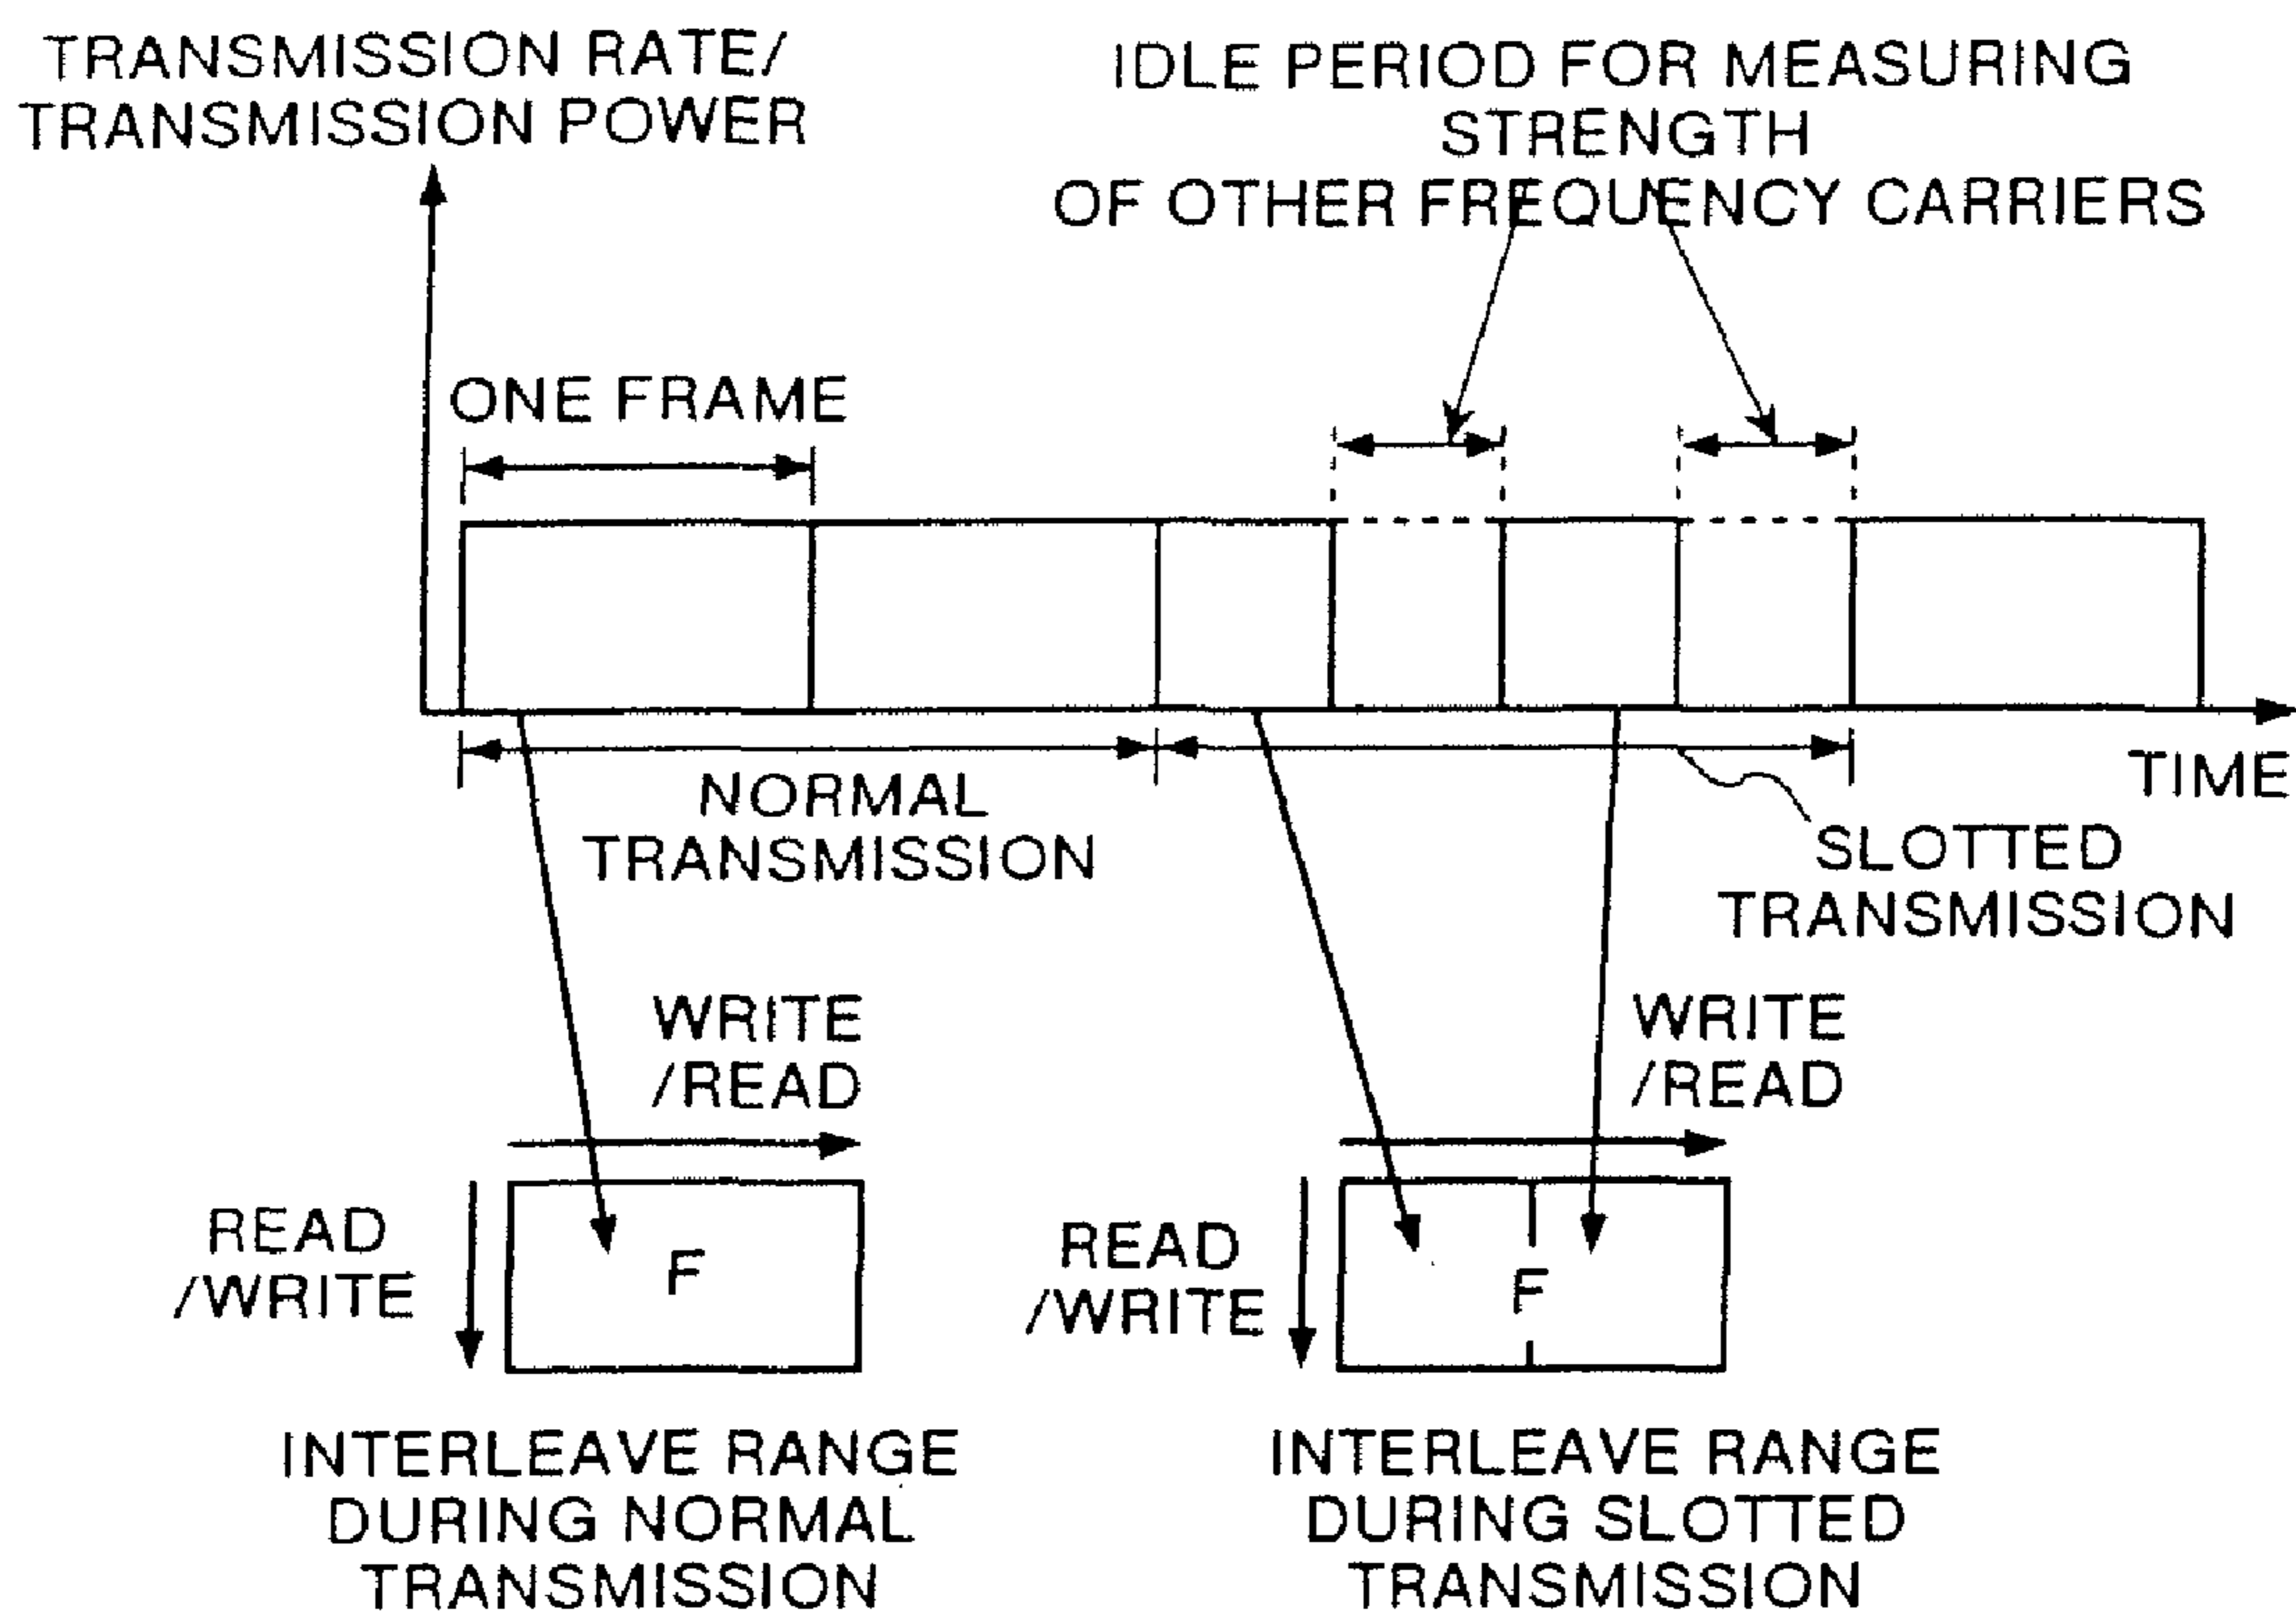 TRANSMISSION RATE/
TRANSMISSION POWER
IDLE PERIOD FOR MEASURING
STRENGTH
OF OTHER FREQUENCY CARRIERS
ONE FRAME
TIME
NORMAL
TRANSMISSION
SLOTTED
TRANSMISSION
WRITE
/READ
READ
/WRITE
F
INTERLEAVE RANGE
DURING NORMAL
TRANSMISSION
WRITE
/READ
READ
/WRITE
F
INTERLEAVE RANGE
DURING SLOTTED
TRANSMISSION